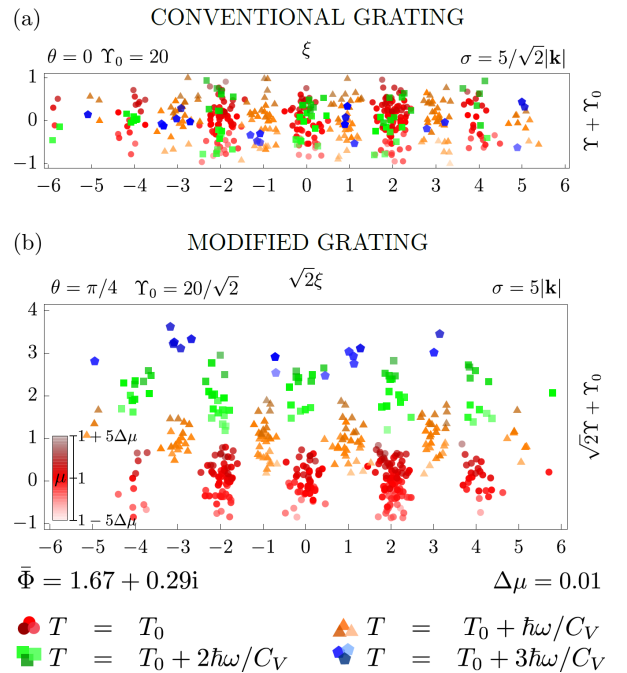 (a) CONVENTIONAL GRATING
θ = 0 Υ₀ = 20 ξ σ = 5/√2|k|
1
0
−1
Υ + Υ₀
−6 −5 −4 −3 −2 −1 0 1 2 3 4 5 6
(b) MODIFIED GRATING
θ = π/4 Υ₀ = 20/√2 √2ξ σ = 5|k|
4
3
2
1
0
−1
√2Υ + Υ₀
1 + 5Δμ
μ 1
1 − 5Δμ
−6 −5 −4 −3 −2 −1 0 1 2 3 4 5 6
Φ̄ = 1.67 + 0.29i Δμ = 0.01
T = T₀ T = T₀ + ℏω/C_V
T = T₀ + 2ℏω/C_V T = T₀ + 3ℏω/C_V